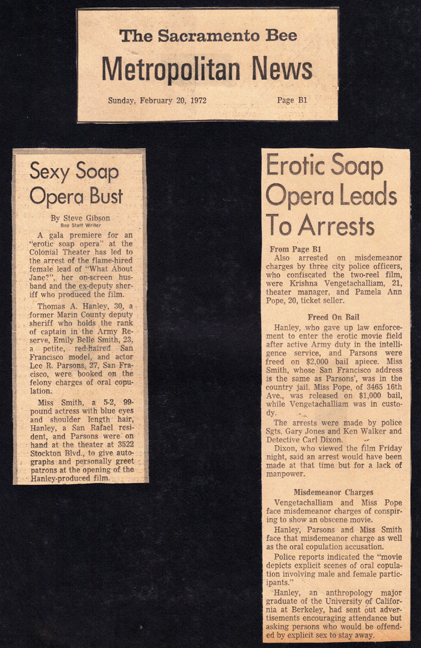 The Sacramento Bee
Metropolitan News
Sunday, February 20, 1972 Page B1
Sexy Soap
Opera Bust
By Steve Gibson
Bee Staff Writer
A gala premiere for an
"erotic soap opera" at the
Colonial Theater has led to
the arrest of the flame-hired
female lead of "What About
Jane?", her on-screen hus-
band and the ex-deputy sher-
iff who produced the film.
Thomas A. Hanley, 30, a
former Marin County deputy
sheriff who holds the rank
of captain in the Army Re-
serve, Emily Belle Smith, 23,
a petite, red-haired San
Francisco model, and actor
Lee R. Parsons, 27, San Fra-
cisco, were booked on the
felony charges of oral copu-
lation.
Miss Smith, a 5-2, 99-
pound actress with blue eyes
and shoulder length hair,
Hanley, a San Rafael resi-
dent, and Parsons were on
hand at the theater at 3522
Stockton Blvd., to give auto-
graphs and personally greet
patrons at the opening of the
Hanley-produced film.
Erotic Soap
Opera Leads
To Arrests
From Page B1
Also arrested on misdemeanor
charges by three city police officers,
who confiscated the two-reel film,
were Krishna Vengetachalliam, 21,
theater manager, and Pamela Ann
Pope, 20, ticket seller.
Freed On Bail
Hanley, who gave up law enforce-
ment to enter the erotic movie field
after active Army duty in the intelli-
gence service, and Parsons were
freed on $2,000 bail apiece. Miss
Smith, whose San Francisco address
is the same as Parsons', was in the
county jail. Miss Pope, of 3465 16th
Ave., was released on $1,000 bail,
while Vengetachalliam was in custo-
dy.
The arrests were made by police
Sgts. Gary Jones and Ken Walker and
Detective Carl Dixon.
Dixon, who viewed the film Friday
night, said an arrest would have been
made at that time but for a lack of
manpower.
Misdemeanor Charges
Vengetachalliam and Miss Pope
face misdemeanor charges of conspir-
ing to show an obscene movie.
Hanley, Parsons and Miss Smith
face that misdemeanor charge as well
as the oral copulation accusation.
Police reports indicated the "movie
depicts explicit scenes of oral copula-
tion involving male and female partic-
ipants."
Hanley, an anthropology major
graduate of the University of Califor-
nia at Berkeley, had sent out adver-
tisements encouraging attendance but
asking persons who would be offend-
ed by explicit sex to stay away.